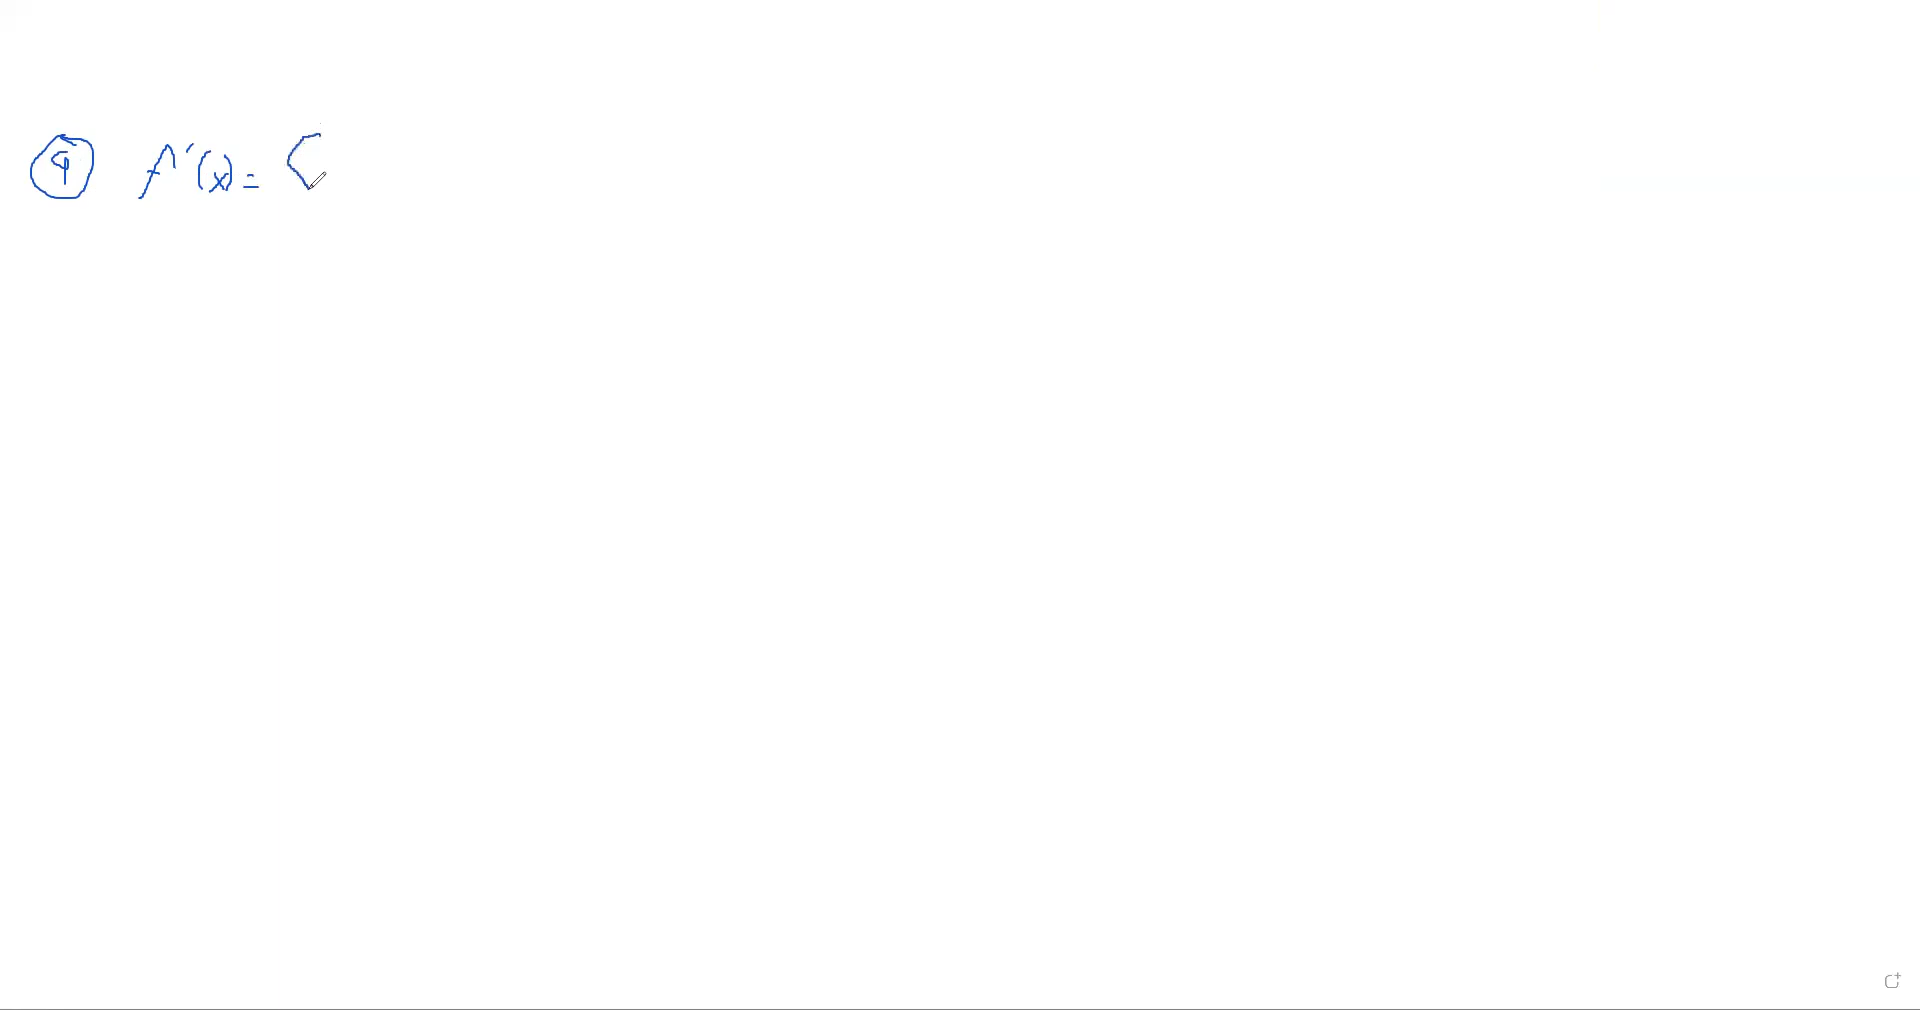 9 f'(x) = (